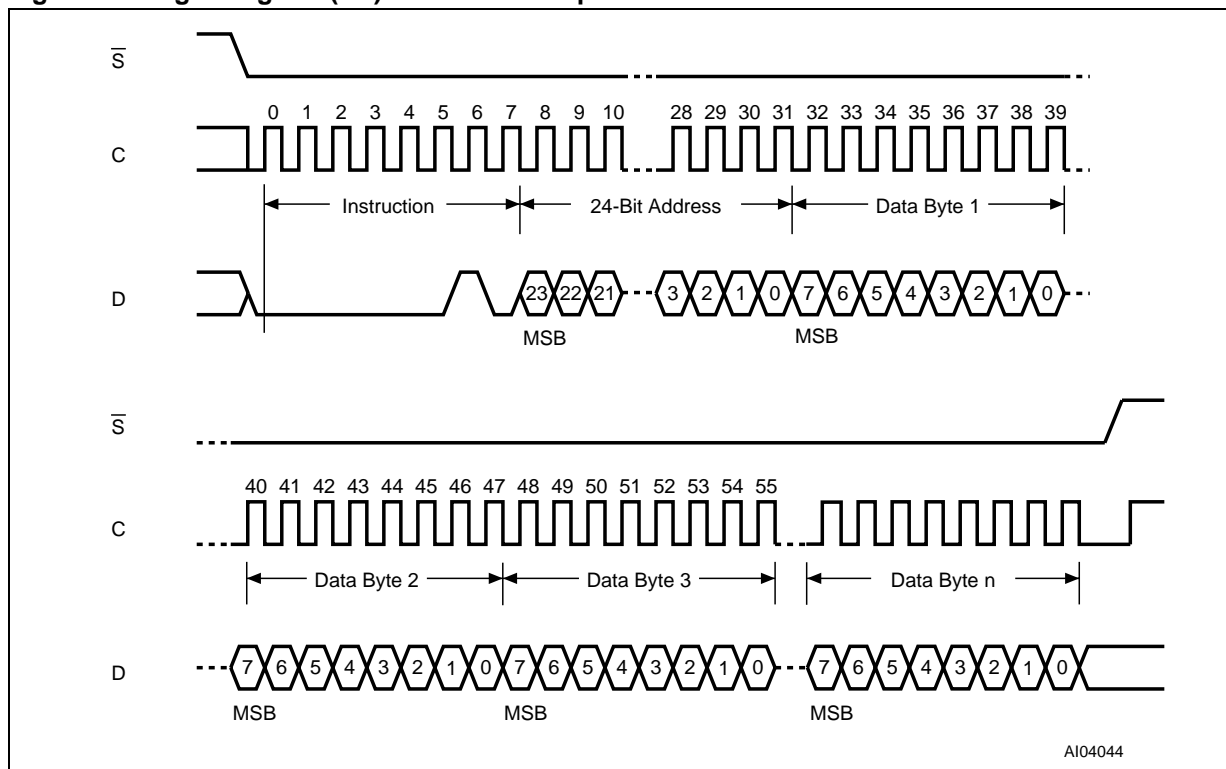 S
0 1 2 3 4 5 6 7 8 9 10 28 29 30 31 32 33 34 35 36 37 38 39
C
Instruction 24-Bit Address Data Byte 1
D 23 22 21 3 2 1 0 7 6 5 4 3 2 1 0
MSB MSB
S
40 41 42 43 44 45 46 47 48 49 50 51 52 53 54 55
C
Data Byte 2 Data Byte 3 Data Byte n
D 7 6 5 4 3 2 1 0 7 6 5 4 3 2 1 0 7 6 5 4 3 2 1 0
MSB MSB MSB
AI04044